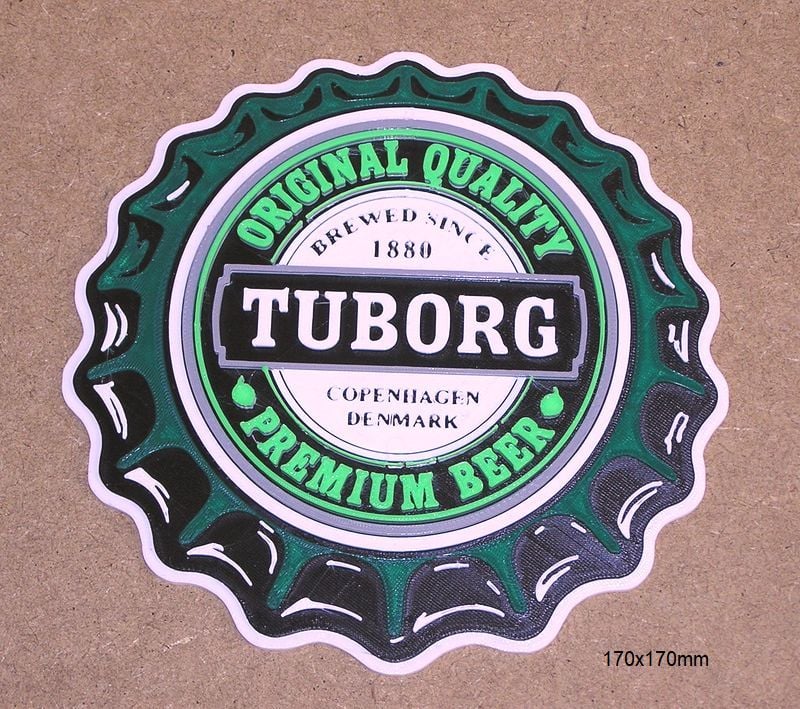 ORIGINAL QUALITY
BREWED SINCE
1880
TUBORG
COPENHAGEN
DENMARK
PREMIUM BEER
170x170mm